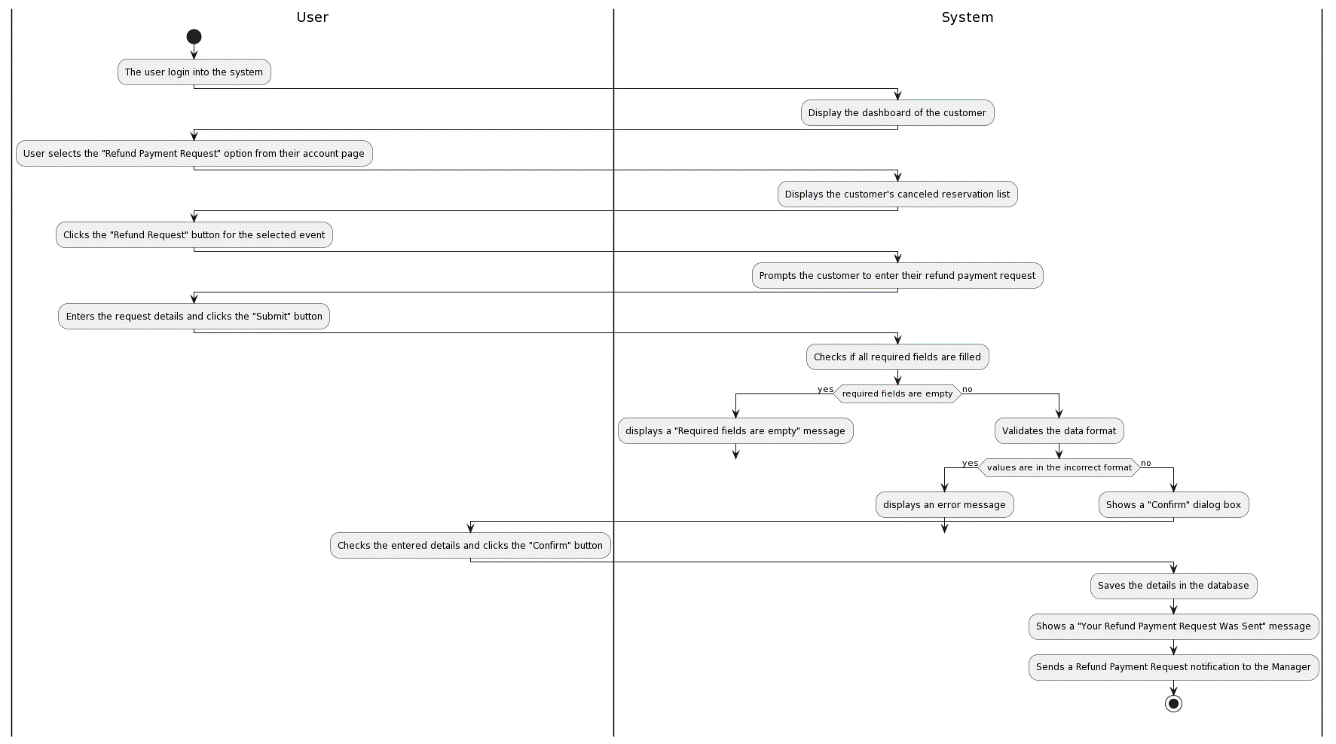 User
System
The user login into the system
Display the dashboard of the customer
User selects the "Refund Payment Request" option from their account page
Displays the customer's canceled reservation list
Clicks the "Refund Request" button for the selected event
Prompts the customer to enter their refund payment request
Enters the request details and clicks the "Submit" button
Checks if all required fields are filled
yes
required fields are empty
no
displays a "Required fields are empty" message
Validates the data format
yes
values are in the incorrect format
no
displays an error message
Shows a "Confirm" dialog box
Checks the entered details and clicks the "Confirm" button
Saves the details in the database
Shows a "Your Refund Payment Request Was Sent" message
Sends a Refund Payment Request notification to the Manager